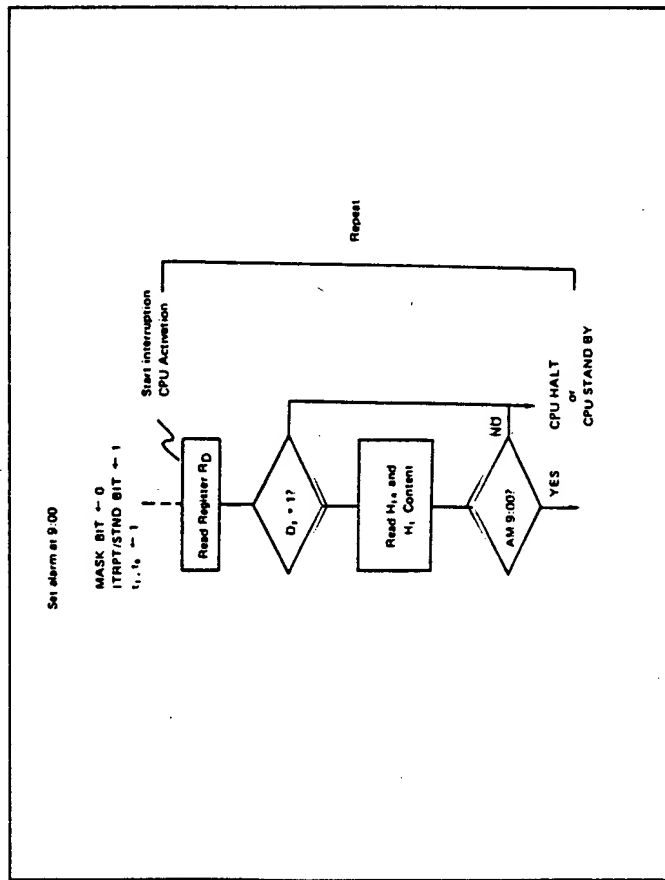 Set alarm at 9:00
MASK BIT ← 0
ITRPT/STND BIT ← 1
t₁, t₀ ← 1
Start interruption
CPU Activation
Read Register RD
D₁ = 1?
Read H₁₀ and
H₁ Content
AM 9:00?
NO
YES
CPU HALT
or
CPU STAND BY
Repeat